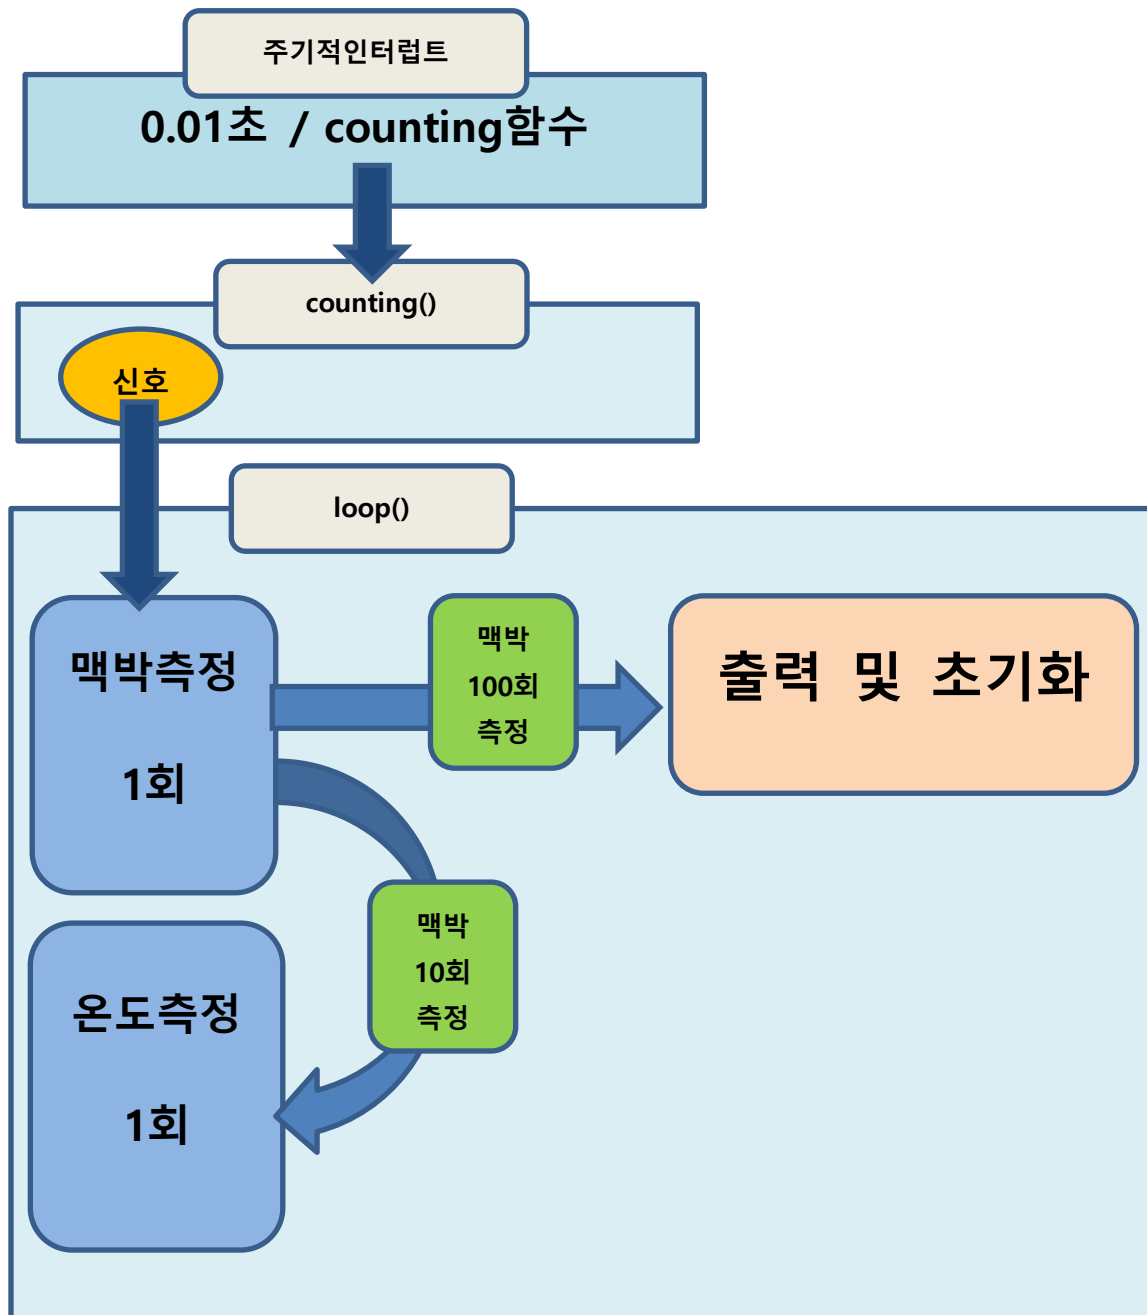 주기적인터럽트
0.01초 / counting함수
counting()
신호
loop()
맥박측정
1회
맥박
100회
측정
출력 및 초기화
맥박
10회
측정
온도측정
1회